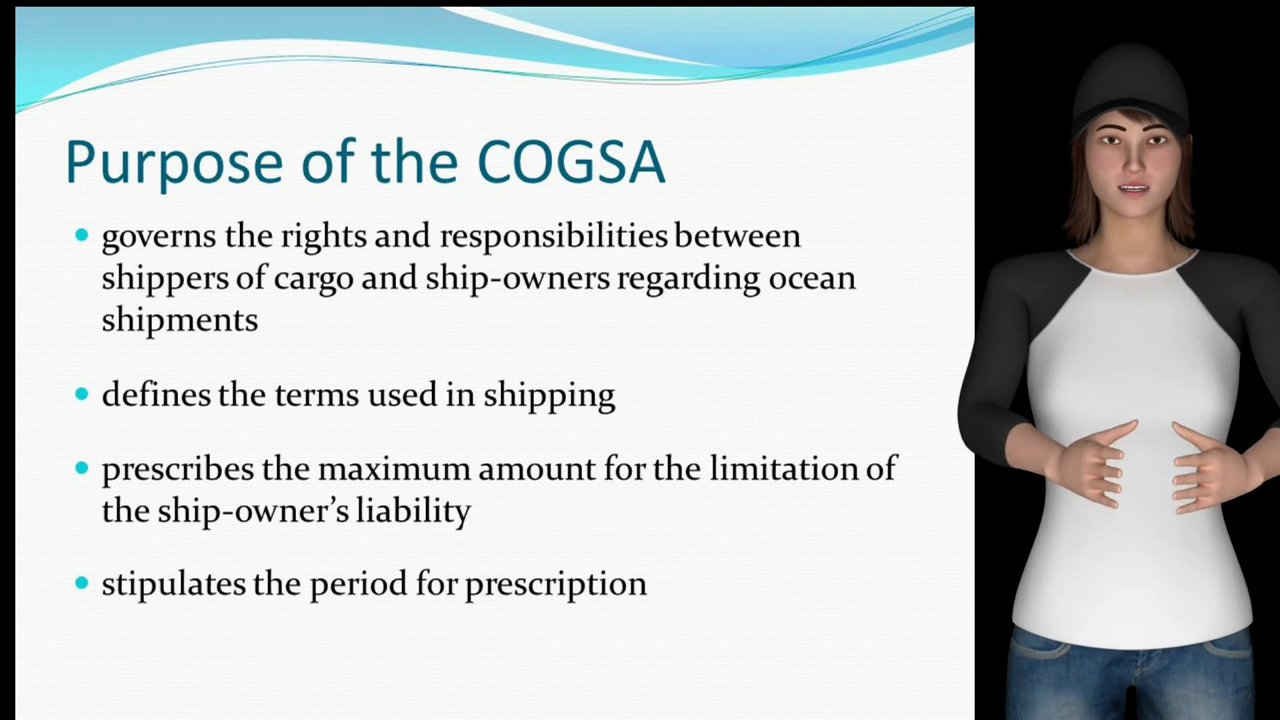 Purpose of the COGSA
governs the rights and responsibilities between
shippers of cargo and ship-owners regarding ocean
shipments
defines the terms used in shipping
prescribes the maximum amount for the limitation of
the ship-owner’s liability
stipulates the period for prescription